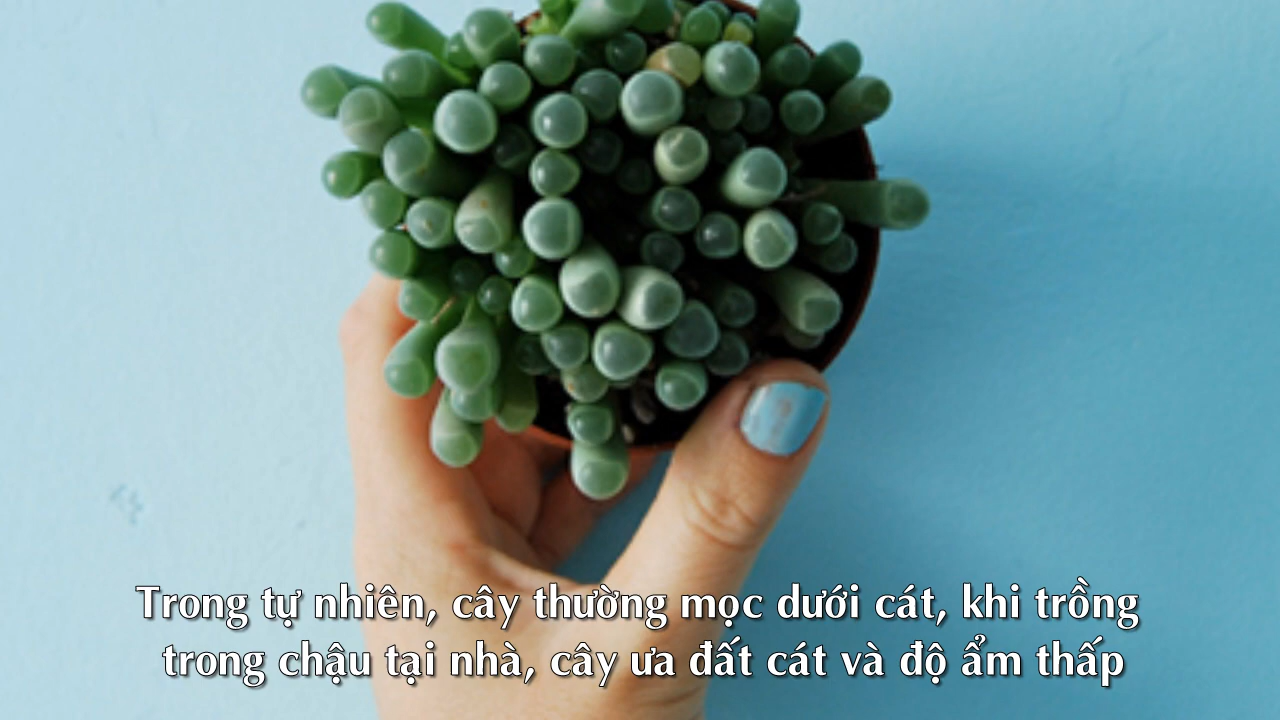 Trong tự nhiên, cây thường mọc dưới cát, khi trồng
trong chậu tại nhà, cây ưa đất cát và độ ẩm thấp